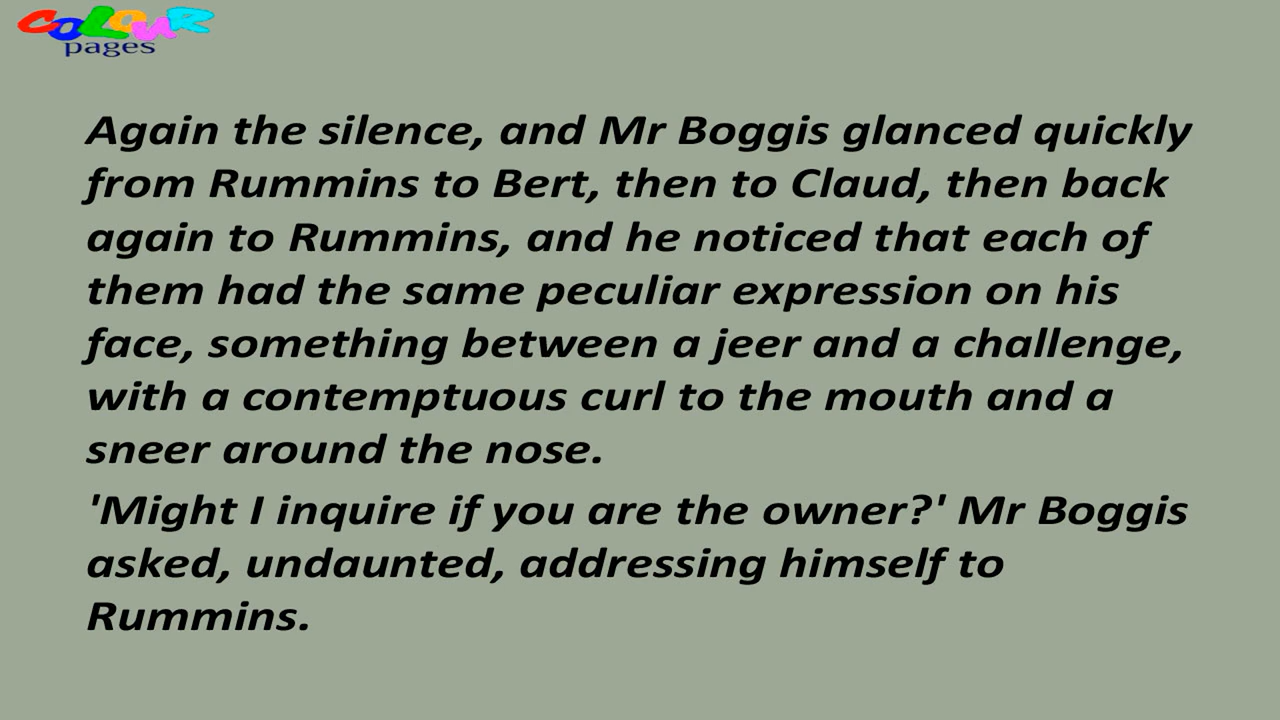 COLOUR
pages
Again the silence, and Mr Boggis glanced quickly
from Rummins to Bert, then to Claud, then back
again to Rummins, and he noticed that each of
them had the same peculiar expression on his
face, something between a jeer and a challenge,
with a contemptuous curl to the mouth and a
sneer around the nose.
'Might I inquire if you are the owner?' Mr Boggis
asked, undaunted, addressing himself to
Rummins.